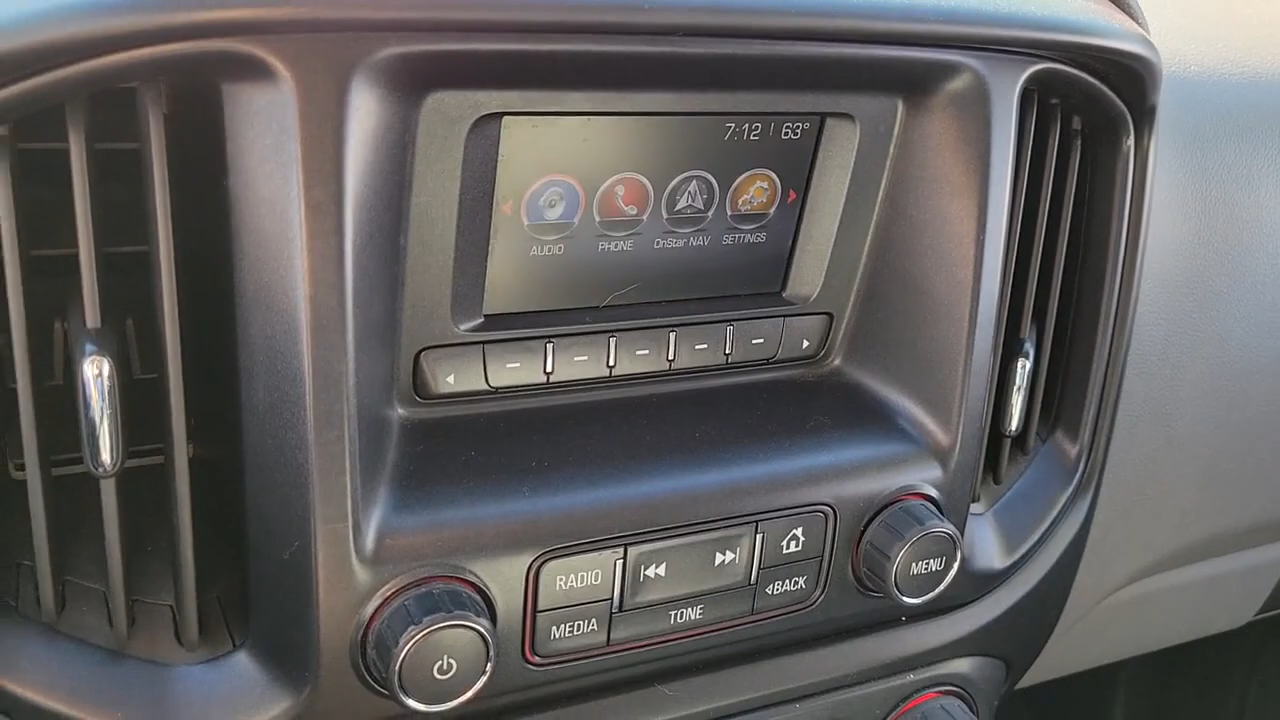 7:12 | 63°
N
AUDIO PHONE OnStar NAV SETTINGS
RADIO
MEDIA
TONE
BACK
MENU